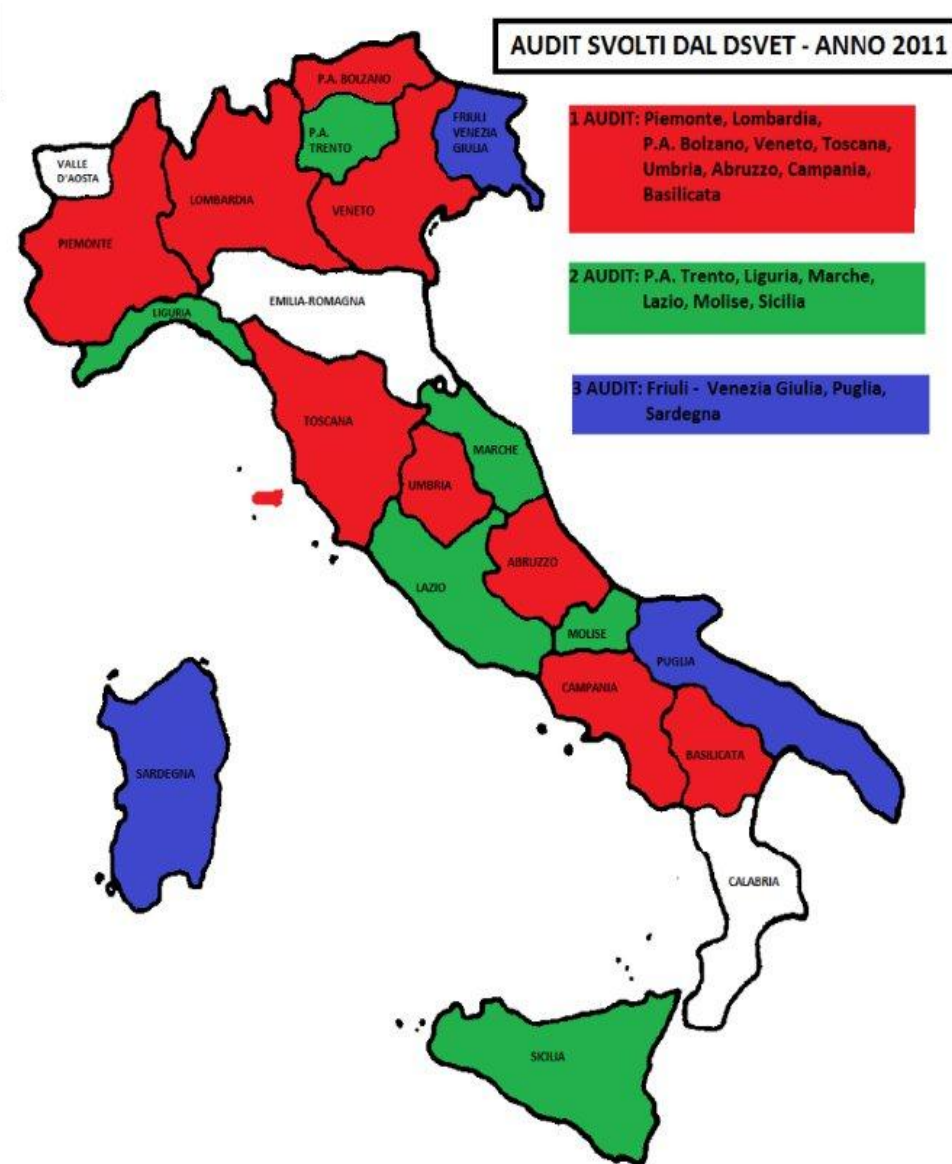 AUDIT SVOLTI DAL DSVET - ANNO 2011
1 AUDIT: Piemonte, Lombardia,
P.A. Bolzano, Veneto, Toscana,
Umbria, Abruzzo, Campania,
Basilicata
2 AUDIT: P.A. Trento, Liguria, Marche,
Lazio, Molise, Sicilia
3 AUDIT: Friuli - Venezia Giulia, Puglia,
Sardegna
P.A. BOLZANO
P.A.
TRENTO
FRIULI
VENEZIA
GIULIA
VALLE
D'AOSTA
LOMBARDIA
VENETO
PIEMONTE
EMILIA-ROMAGNA
LIGURIA
TOSCANA
MARCHE
UMBRIA
ABRUZZO
LAZIO
MOLISE
PUGLIA
CAMPANIA
BASILICATA
SARDEGNA
CALABRIA
SICILIA